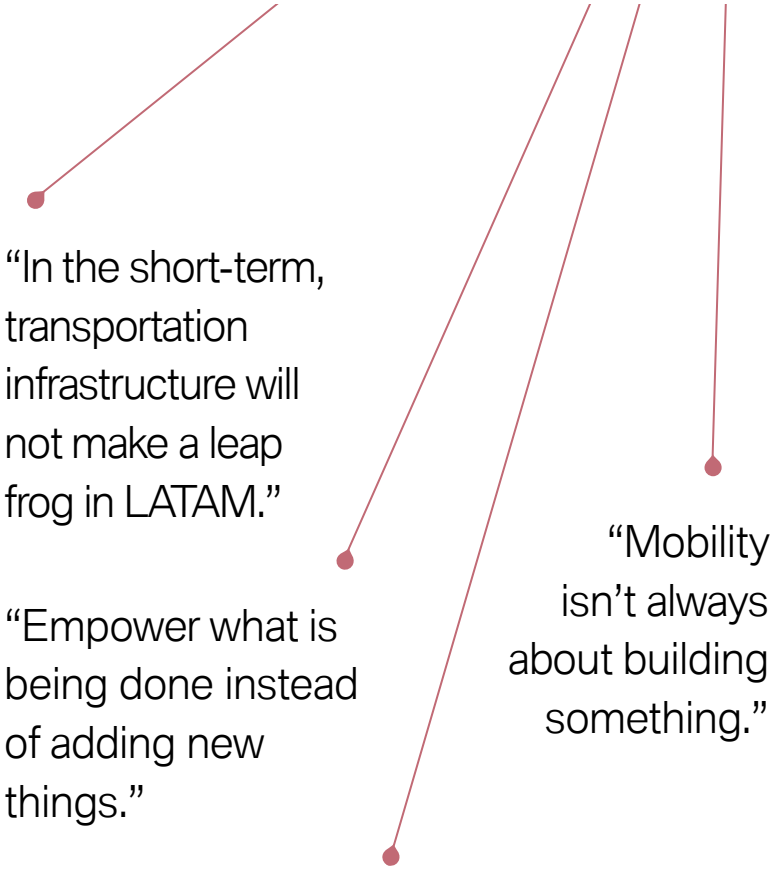 “In the short-term,
transportation
infrastructure will
not make a leap
frog in LATAM.”
“Empower what is
being done instead
of adding new
things.”
“Mobility
isn’t always
about building
something.”